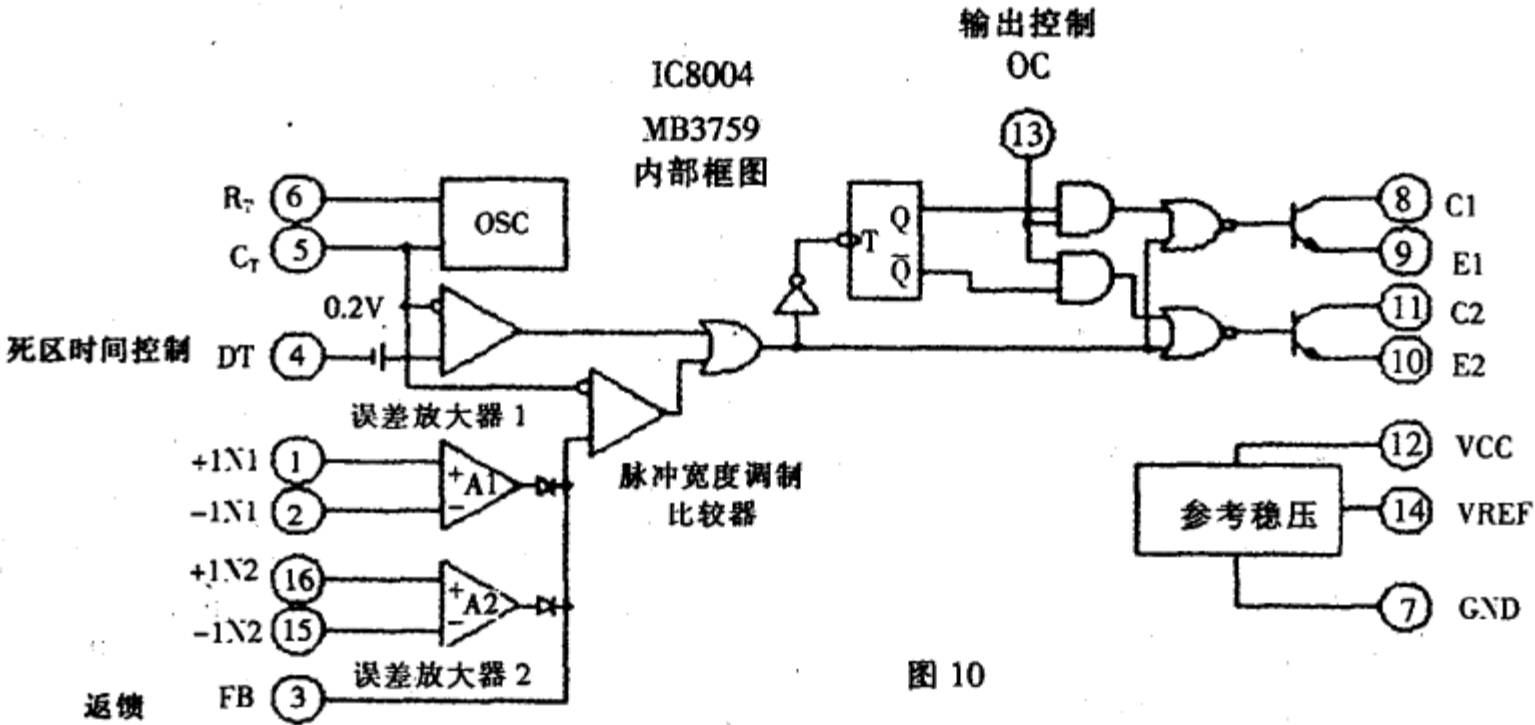 输出控制
OC
IC8004
MB3759
内部框图
13
R_T 6
C_T 5
OSC
0.2V
死区时间控制 DT 4
误差放大器 1
+1N1 1
-1N1 2
+ A1 -
脉冲宽度调制
比较器
+1N2 16
-1N2 15
+ A2 -
误差放大器 2
返馈 FB 3
T Q
Q̄
8 C1
9 E1
11 C2
10 E2
12 VCC
参考稳压 14 VREF
7 GND
图 10